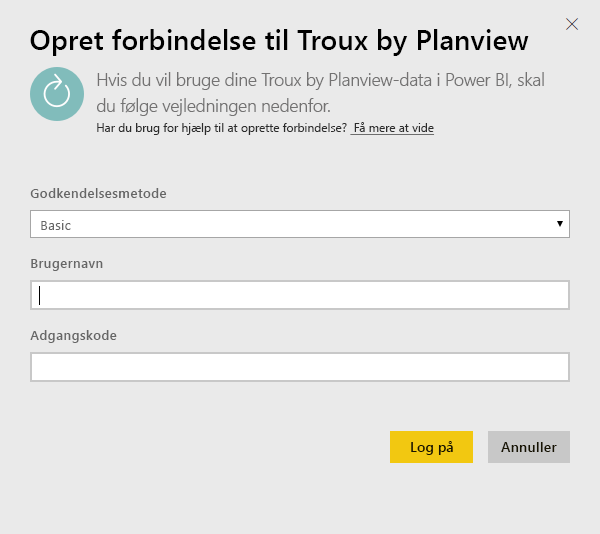 Opret forbindelse til Troux by Planview
Hvis du vil bruge dine Troux by Planview-data i Power BI, skal
du følge vejledningen nedenfor.
Har du brug for hjælp til at oprette forbindelse? Få mere at vide
Godkendelsesmetode
Basic
Brugernavn
Adgangskode
Log på
Annuller